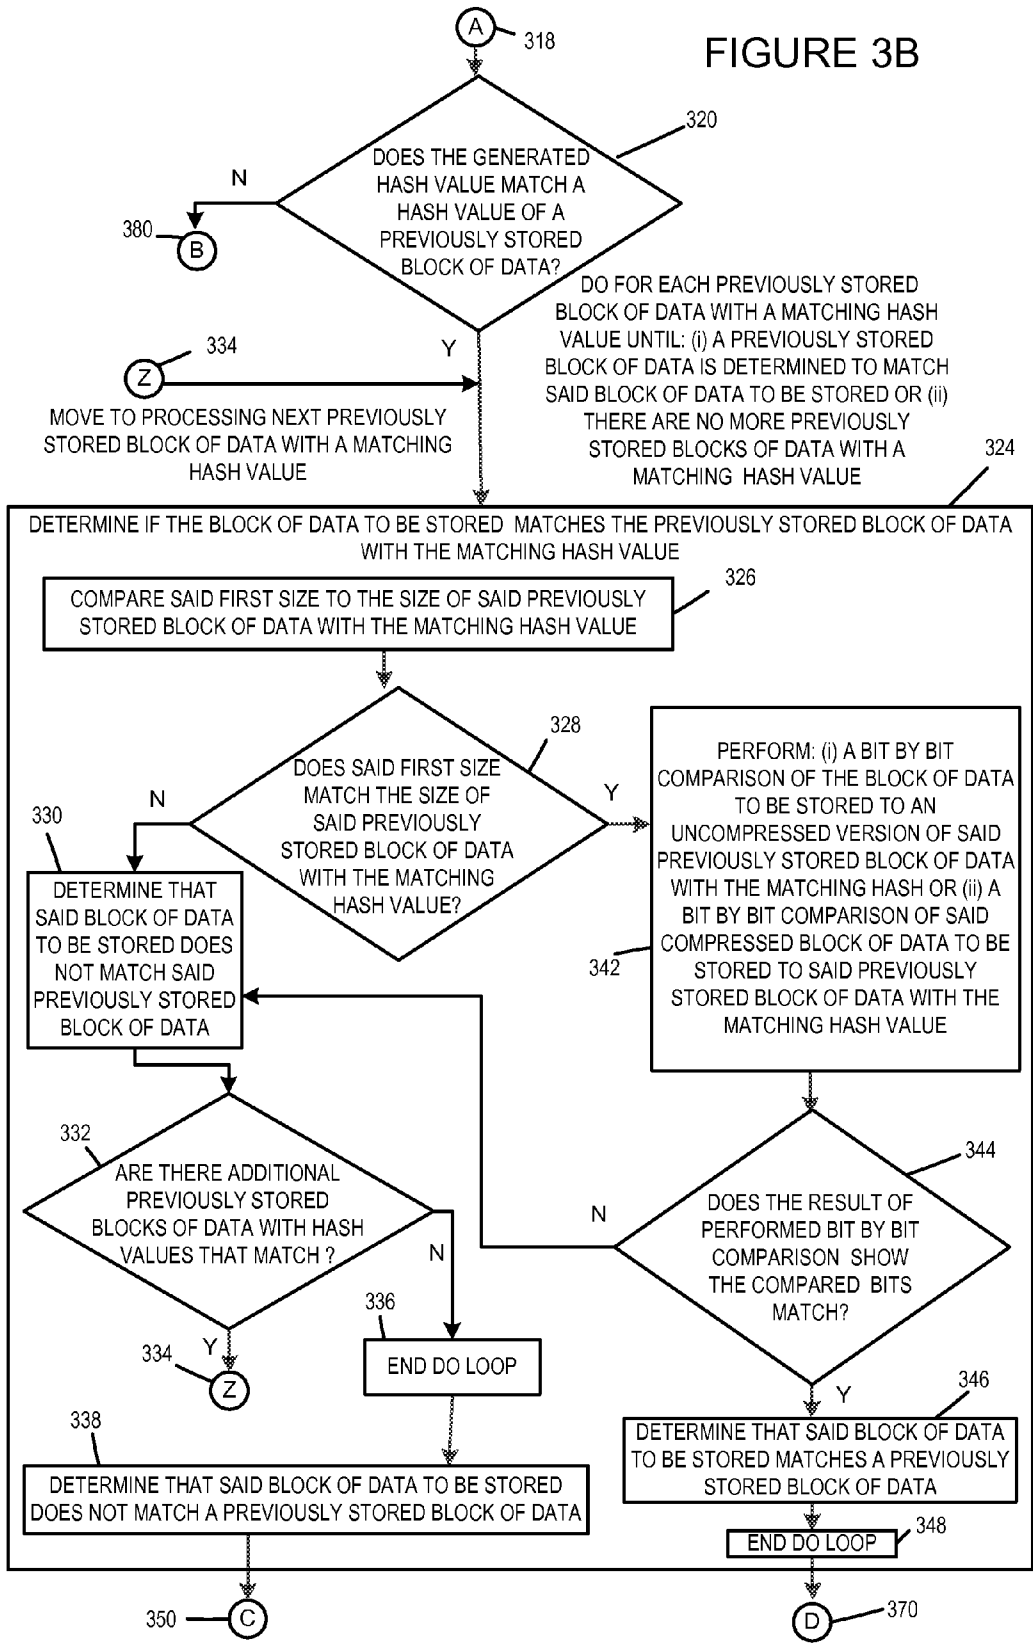 A
318
FIGURE 3B
320
DOES THE GENERATED
HASH VALUE MATCH A
HASH VALUE OF A
PREVIOUSLY STORED
BLOCK OF DATA?
N
380
B
DO FOR EACH PREVIOUSLY STORED
BLOCK OF DATA WITH A MATCHING HASH
VALUE UNTIL: (i) A PREVIOUSLY STORED
BLOCK OF DATA IS DETERMINED TO MATCH
SAID BLOCK OF DATA TO BE STORED OR (ii)
THERE ARE NO MORE PREVIOUSLY
STORED BLOCKS OF DATA WITH A
MATCHING HASH VALUE
Y
334
Z
MOVE TO PROCESSING NEXT PREVIOUSLY
STORED BLOCK OF DATA WITH A MATCHING
HASH VALUE
324
DETERMINE IF THE BLOCK OF DATA TO BE STORED MATCHES THE PREVIOUSLY STORED BLOCK OF DATA
WITH THE MATCHING HASH VALUE
326
COMPARE SAID FIRST SIZE TO THE SIZE OF SAID PREVIOUSLY
STORED BLOCK OF DATA WITH THE MATCHING HASH VALUE
328
DOES SAID FIRST SIZE
MATCH THE SIZE OF
SAID PREVIOUSLY
STORED BLOCK OF DATA
WITH THE MATCHING
HASH VALUE?
N
Y
330
DETERMINE THAT
SAID BLOCK OF DATA
TO BE STORED DOES
NOT MATCH SAID
PREVIOUSLY STORED
BLOCK OF DATA
PERFORM: (i) A BIT BY BIT
COMPARISON OF THE BLOCK OF DATA
TO BE STORED TO AN
UNCOMPRESSED VERSION OF SAID
PREVIOUSLY STORED BLOCK OF DATA
WITH THE MATCHING HASH OR (ii) A
BIT BY BIT COMPARISON OF SAID
COMPRESSED BLOCK OF DATA TO BE
STORED TO SAID PREVIOUSLY
STORED BLOCK OF DATA WITH THE
MATCHING HASH VALUE
342
332
ARE THERE ADDITIONAL
PREVIOUSLY STORED
BLOCKS OF DATA WITH HASH
VALUES THAT MATCH ?
N
Y
334
Z
344
DOES THE RESULT OF
PERFORMED BIT BY BIT
COMPARISON SHOW
THE COMPARED BITS
MATCH?
N
Y
336
END DO LOOP
338
DETERMINE THAT SAID BLOCK OF DATA TO BE STORED
DOES NOT MATCH A PREVIOUSLY STORED BLOCK OF DATA
346
DETERMINE THAT SAID BLOCK OF DATA
TO BE STORED MATCHES A PREVIOUSLY
STORED BLOCK OF DATA
348
END DO LOOP
350
C
D
370